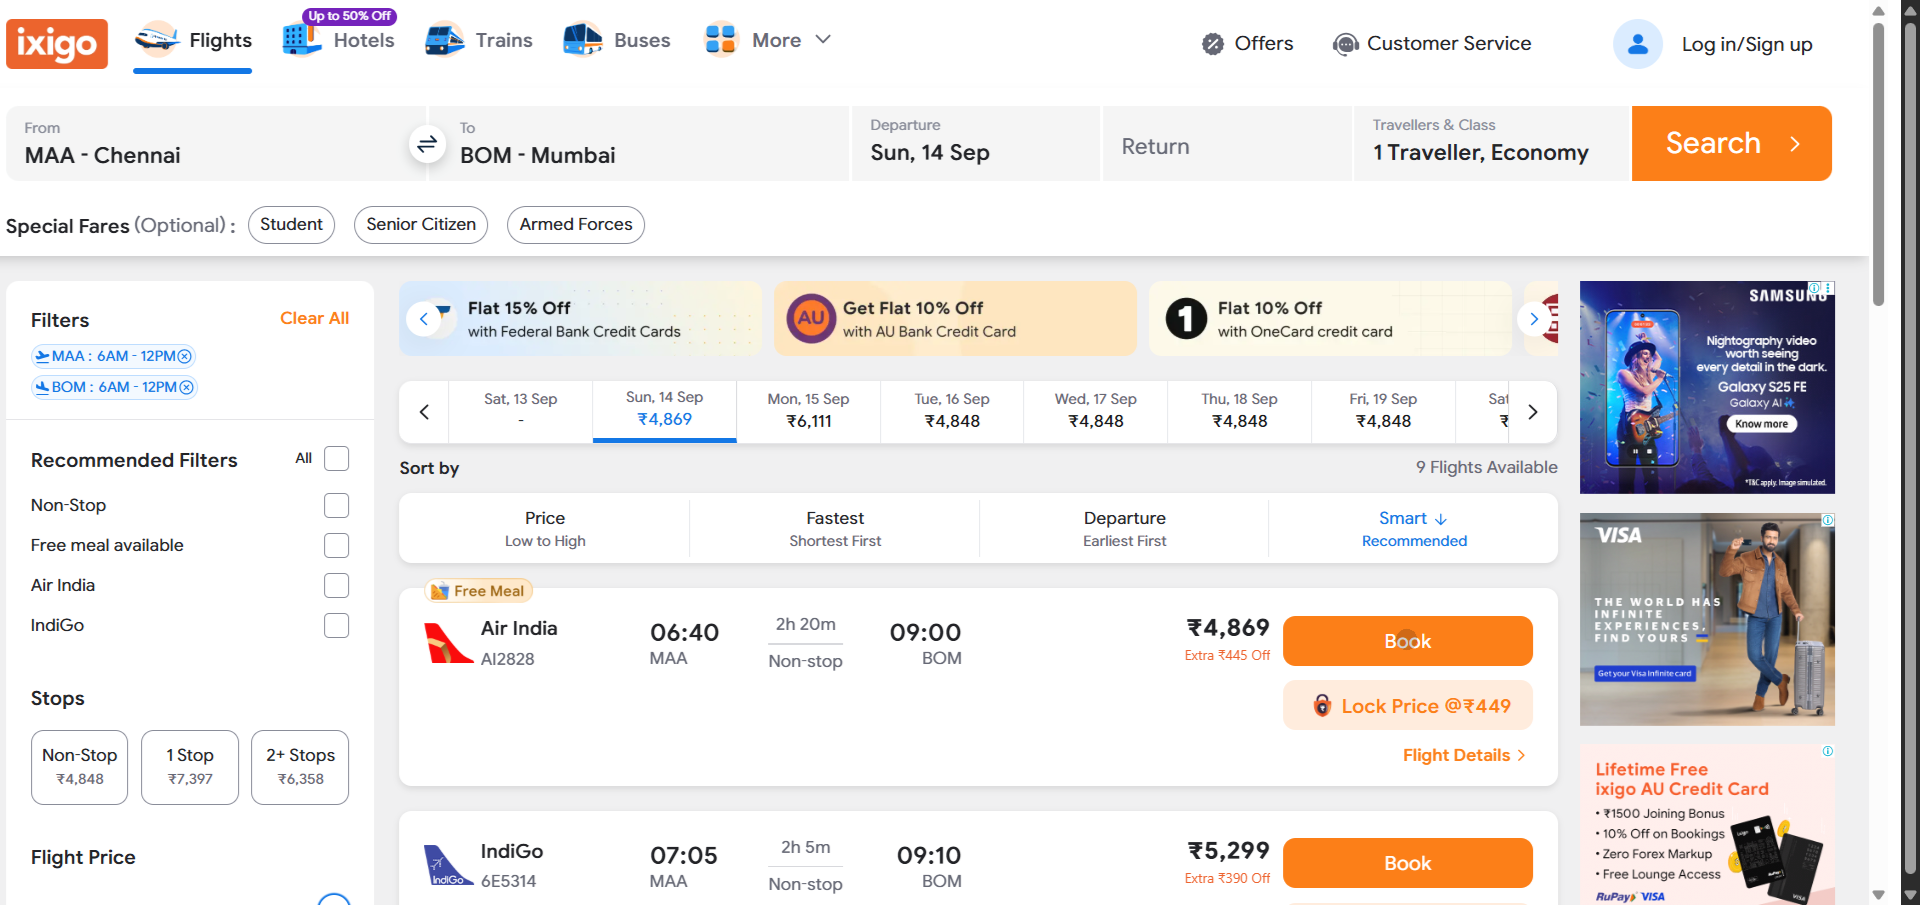 ixigo
Flights
Up to 50% Off
Hotels
Trains
Buses
More
Offers
Customer Service
Log in/Sign up
From
MAA - Chennai
To
BOM - Mumbai
Departure
Sun, 14 Sep
Return
Travellers & Class
1 Traveller, Economy
Search
Special Fares (Optional) :
Student
Senior Citizen
Armed Forces
Filters
Clear All
MAA : 6AM - 12PM
BOM : 6AM - 12PM
Recommended Filters
All
Non-Stop
Free meal available
Air India
IndiGo
Stops
Non-Stop
₹4,848
1 Stop
₹7,397
2+ Stops
₹6,358
Flight Price
Flat 15% Off
with Federal Bank Credit Cards
AU
Get Flat 10% Off
with AU Bank Credit Card
1
Flat 10% Off
with OneCard credit card
Sat, 13 Sep
-
Sun, 14 Sep
₹4,869
Mon, 15 Sep
₹6,111
Tue, 16 Sep
₹4,848
Wed, 17 Sep
₹4,848
Thu, 18 Sep
₹4,848
Fri, 19 Sep
₹4,848
Sat
₹
Sort by
9 Flights Available
Price
Low to High
Fastest
Shortest First
Departure
Earliest First
Smart
Recommended
Free Meal
Air India
AI2828
06:40
MAA
2h 20m
Non-stop
09:00
BOM
₹4,869
Extra ₹445 Off
Book
Lock Price @₹449
Flight Details
IndiGo
IndiGo
6E5314
07:05
MAA
2h 5m
Non-stop
09:10
BOM
₹5,299
Extra ₹390 Off
Book
SAMSUNG
Nightography video
worth seeing
every detail in the dark.
Galaxy S25 FE
Galaxy AI
Know more
*T&C apply. Image simulated.
VISA
THE WORLD HAS
INFINITE
EXPERIENCES,
FIND YOURS
Get your Visa Infinite card
Lifetime Free
ixigo AU Credit Card
• ₹1500 Joining Bonus
• 10% Off on Bookings
• Zero Forex Markup
• Free Lounge Access
RuPay VISA